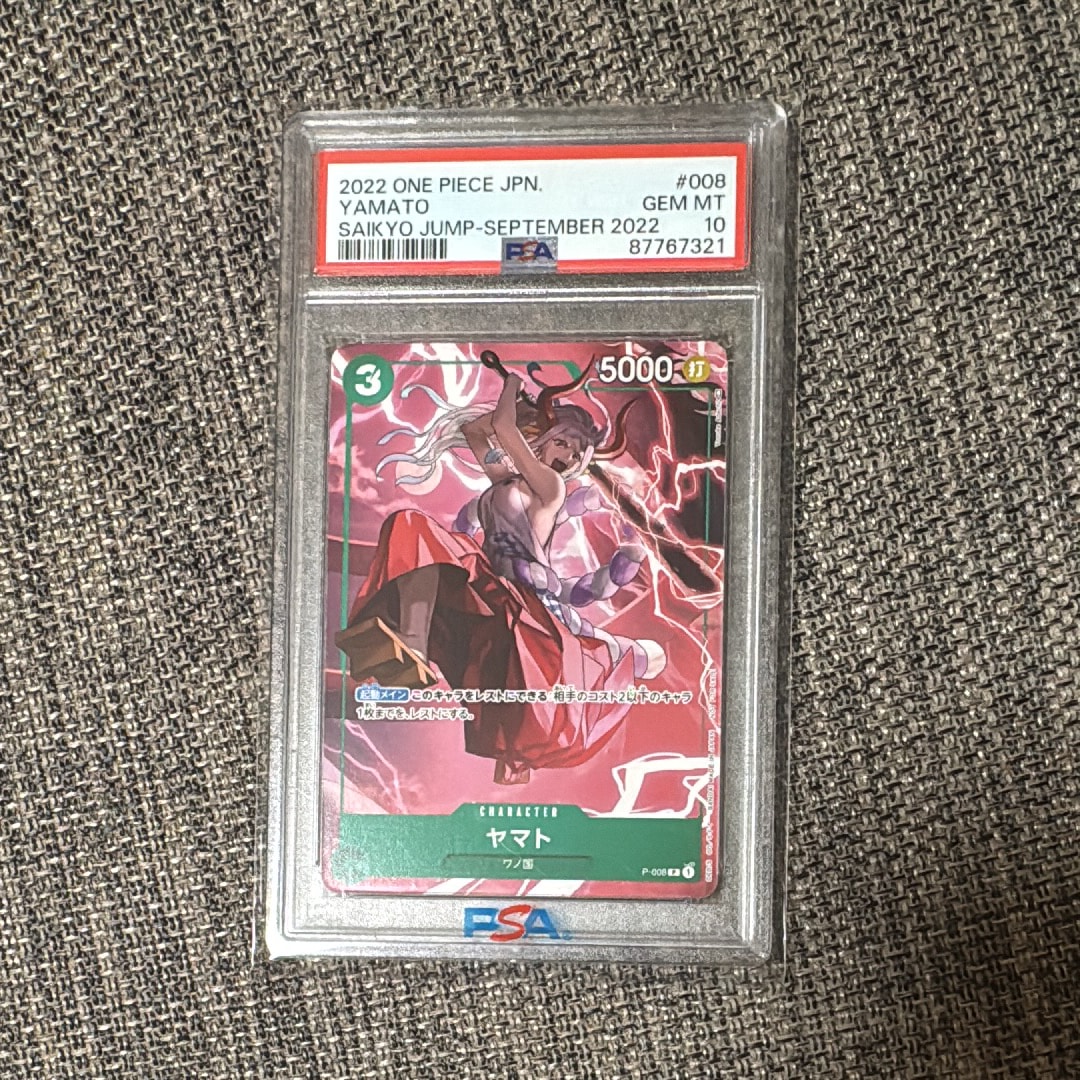 2022 ONE PIECE JPN. #008
YAMATO GEM MT
SAIKYO JUMP-SEPTEMBER 2022 10
PSA 87767321
3 5000 打
起動メイン このキャラをレストにできる:相手のコスト2以下のキャラ
1枚までを、レストにする。
CHARACTER
ヤマト
ワノ国
P-008 P 1
PSA